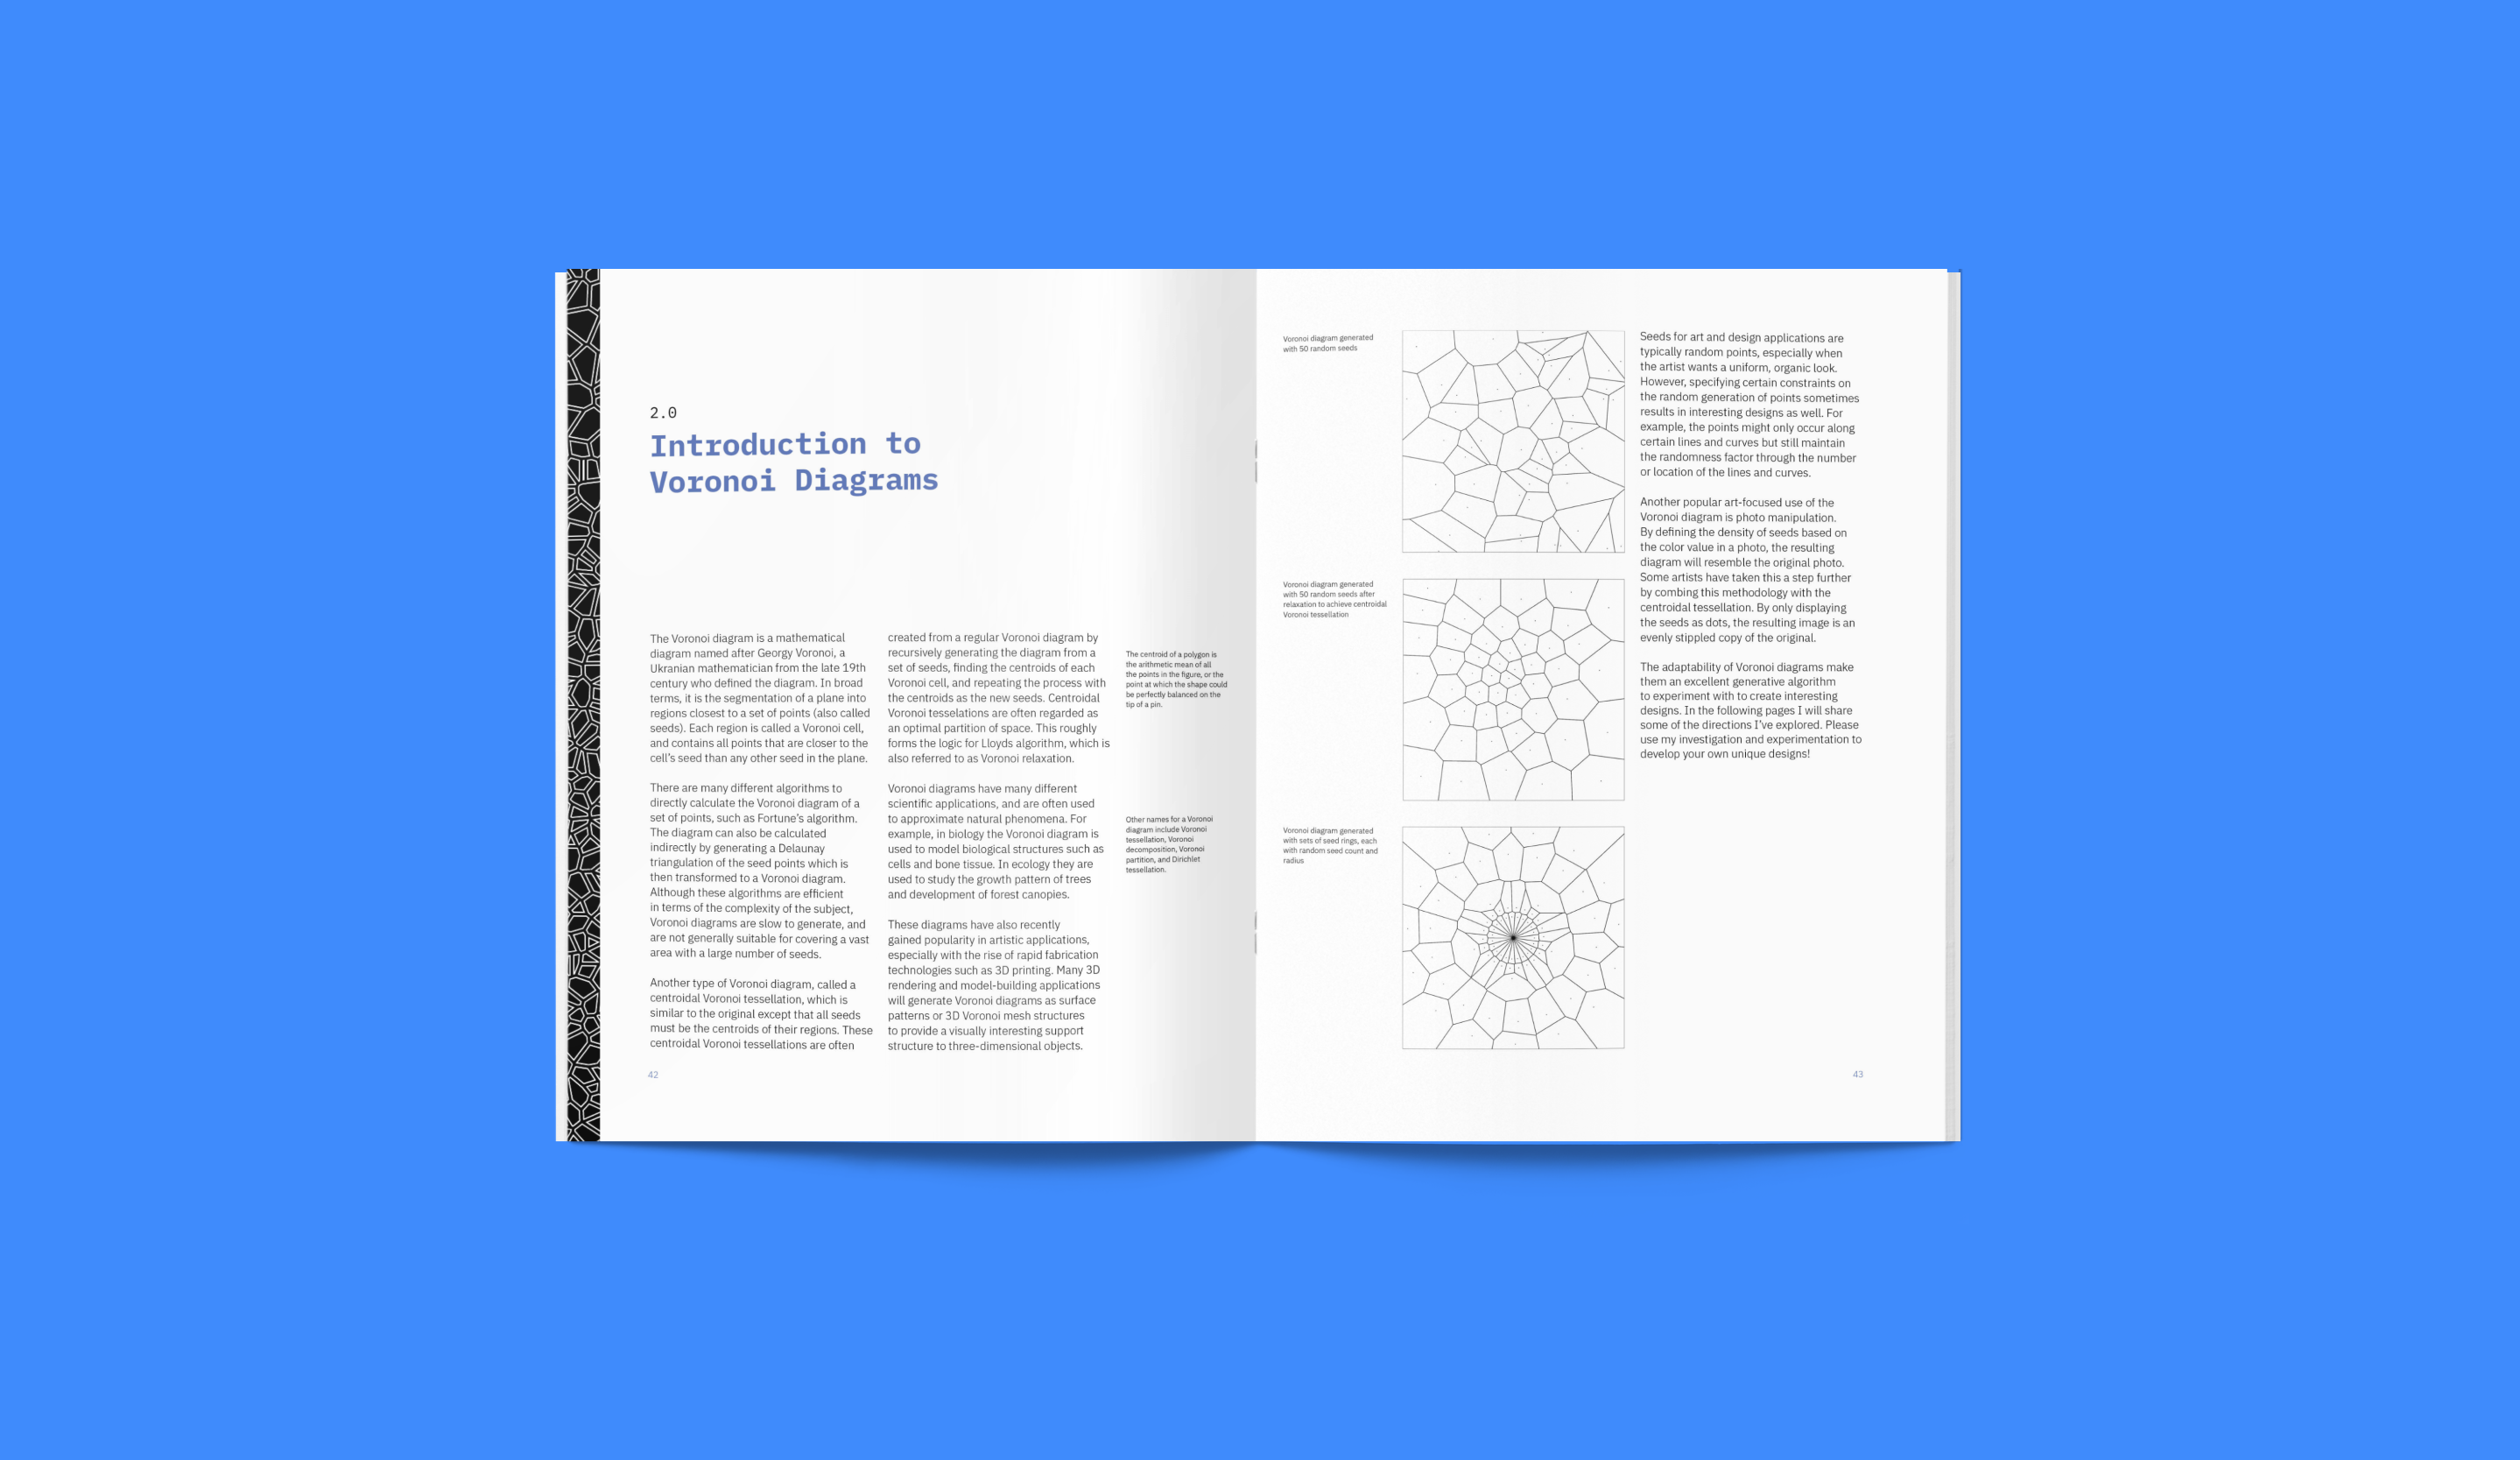 2.0
Introduction to
Voronoi Diagrams
The Voronoi diagram is a mathematical
diagram named after Georgy Voronoi, a
Ukranian mathematician from the late 19th
century who defined the diagram. In broad
terms, it is the segmentation of a plane into
regions closest to a set of points (also called
seeds). Each region is called a Voronoi cell,
and contains all points that are closer to the
cell's seed than any other seed in the plane.
There are many different algorithms to
directly calculate the Voronoi diagram of a
set of points, such as Fortune's algorithm.
The diagram can also be calculated
indirectly by generating a Delaunay
triangulation of the seed points which is
then transformed to a Voronoi diagram.
Although these algorithms are efficient
in terms of the complexity of the subject,
Voronoi diagrams are slow to generate, and
are not generally suitable for covering a vast
area with a large number of seeds.
Another type of Voronoi diagram, called a
centroidal Voronoi tessellation, which is
similar to the original except that all seeds
must be the centroids of their regions. These
centroidal Voronoi tessellations are often
created from a regular Voronoi diagram by
recursively generating the diagram from a
set of seeds, finding the centroids of each
Voronoi cell, and repeating the process with
the centroids as the new seeds. Centroidal
Voronoi tesselations are often regarded as
an optimal partition of space. This roughly
forms the logic for Lloyds algorithm, which is
also referred to as Voronoi relaxation.
Voronoi diagrams have many different
scientific applications, and are often used
to approximate natural phenomena. For
example, in biology the Voronoi diagram is
used to model biological structures such as
cells and bone tissue. In ecology they are
used to study the growth pattern of trees
and development of forest canopies.
These diagrams have also recently
gained popularity in artistic applications,
especially with the rise of rapid fabrication
technologies such as 3D printing. Many 3D
rendering and model-building applications
will generate Voronoi diagrams as surface
patterns or 3D Voronoi mesh structures
to provide a visually interesting support
structure to three-dimensional objects.
The centroid of a polygon is
the arithmetic mean of all
the points in the figure, or the
point at which the shape could
be perfectly balanced on the
tip of a pin.
Other names for a Voronoi
diagram include Voronoi
tessellation, Voronoi
decomposition, Voronoi
partition, and Dirichlet
tessellation.
42
Voronoi diagram generated
with 50 random seeds
Voronoi diagram generated
with 50 random seeds after
relaxation to achieve centroidal
Voronoi tessellation
Voronoi diagram generated
with sets of seed rings, each
with random seed count and
radius
Seeds for art and design applications are
typically random points, especially when
the artist wants a uniform, organic look.
However, specifying certain constraints on
the random generation of points sometimes
results in interesting designs as well. For
example, the points might only occur along
certain lines and curves but still maintain
the randomness factor through the number
or location of the lines and curves.
Another popular art-focused use of the
Voronoi diagram is photo manipulation.
By defining the density of seeds based on
the color value in a photo, the resulting
diagram will resemble the original photo.
Some artists have taken this a step further
by combing this methodology with the
centroidal tessellation. By only displaying
the seeds as dots, the resulting image is an
evenly stippled copy of the original.
The adaptability of Voronoi diagrams make
them an excellent generative algorithm
to experiment with to create interesting
designs. In the following pages I will share
some of the directions I've explored. Please
use my investigation and experimentation to
develop your own unique designs!
43